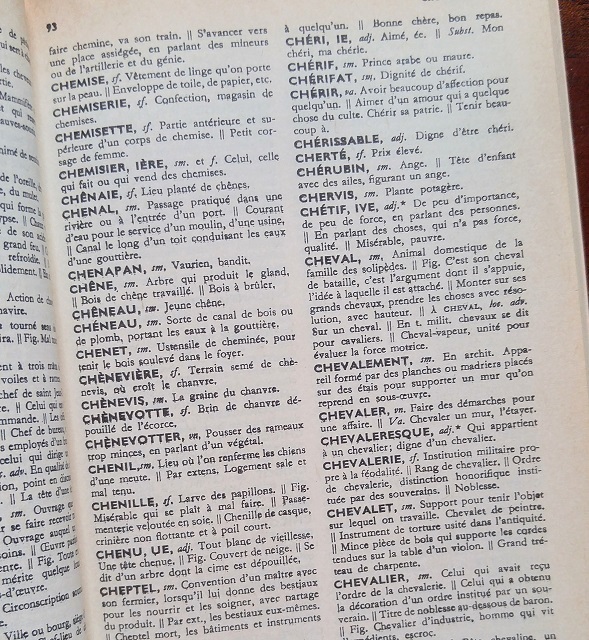 93
faire chemine, va son train. || S'avancer vers
une place assiégée, en parlant des mineurs
ou de l'artillerie et du génie.
CHEMISE, sf. Vêtement de linge qu'on porte
sur la peau. || Enveloppe de toile, de papier, etc.
CHEMISERIE, sf. Confection, magasin de
chemises.
CHEMISETTE, sf. Partie antérieure et su-
périeure d'un corps de chemise. || Petit cor-
sage de femme.
CHEMISIER, IÈRE, sm. et f. Celui, celle
qui fait ou qui vend des chemises.
CHÊNAIE, sf. Lieu planté de chênes.
CHENAL, sm. Passage pratiqué dans une
rivière ou à l'entrée d'un port. || Courant
d'eau pour le service d'un moulin, d'une usine,
|| Canal le long d'un toit conduisant les eaux
d'une gouttière.
CHENAPAN, sm, Vaurien, bandit.
CHÊNE, sm. Arbre qui produit le gland,
|| Bois de chêne travaillé. || Bois à brûler,
CHÊNEAU, sm. Jeune chêne,
CHÉNEAU, sm. Sorte de canal de bois ou
de plomb, portant les eaux à la gouttière.
CHENET, sm. Ustensile de cheminée, pour
tenir le bois soulevé dans le foyer.
CHÈNEVIÈRE, sf. Terrain semé de chè-
nevis, où croît le chanvre.
CHÈNEVIS, sm. La graine du chanvre.
CHÈNEVOTTE, sf. Brin de chanvre dé-
pouillé de l'écorce,
CHÈNEVOTTER, vn, Pousser des rameaux
trop minces, en parlant d'un végétal.
CHENIL, sm, Lieu où l'on renferme les chiens
d'une meute. || Par extens, Logement sale et
mal tenu.
CHENILLE, sf. Larve des papillons. || Fig,
Misérable qui se plait à mal faire. || Passe-
menterie veloutée en soie. || Chenille de casque,
crinière non flottante et à poil court.
CHENU, UE, adj. Tout blanc de vieillesse,
Une tête chenue. || Fig. Couvert de neige. || Se
dit d'un arbre dont la cime est dépouillée,
CHEPTEL, sm. Convention d'un maître avec
son fermier, lorsqu'il lui donne des bestiaux
pour les nourrir et les soigner, avec partage
du produit. || Par ext., les bestiaux eux-mêmes.
|| Cheptel mort, les bâtiments et instruments
à quelqu'un. || Bonne chère, bon repas.
CHÉRI, IE, adj. Aimé, ée. || Subst. Mon
chéri, ma chérie.
CHÉRIF, sm. Prince arabe ou maure.
CHÉRIFAT, sm. Dignité de chérif.
CHÉRIR, va. Avoir beaucoup d'affection pour
quelqu'un. || Aimer d'un amour qui a quelque
chose du culte. Chérir sa patrie. || Tenir beau-
coup à.
CHÉRISSABLE, adj. Digne d'être chéri.
CHERTÉ, sf. Prix élevé.
CHÉRUBIN, sm. Ange. || Tête d'enfant
avec des ailes, figurant un ange.
CHERVIS, sm. Plante potagère.
CHÉTIF, IVE, adj.* De peu d'importance,
de peu de force, en parlant des personnes.
|| En parlant des choses, qui n'a pas force,
qualité. || Misérable, pauvre.
CHEVAL, sm, Animal domestique de la
famille des solipèdes. || Fig. C'est son cheval
de bataille, c'est l'argument dont il s'appuie,
l'idée à laquelle il est attaché. || Monter sur ses
grands chevaux, prendre les choses avec réso-
lution, avec hauteur. || À CHEVAL, loc. adv.
Sur un cheval. || En t. milit. chevaux se dit
pour cavaliers. || Cheval-vapeur, unité pour
évaluer la force motrice.
CHEVALEMENT, sm. En archit. Appa-
reil formé par des planches ou madriers placés
sur des étais pour supporter un mur qu'on
reprend en sous-œuvre.
CHEVALER, vn. Faire des démarches pour
une affaire. || Va. Chevaler un mur, l'étayer.
CHEVALERESQUE, adj.* Qui appartient
à un chevalier; digne d'un chevalier.
CHEVALERIE, sf. Institution militaire pro-
pre à la féodalité. || Rang de chevalier. || Ordre
de chevalerie, distinction honorifique insti-
tuée par des souverains. || Noblesse.
CHEVALET, sm. Support pour tenir l'objet
sur lequel on travaille. Chevalet de peintre.
|| Instrument de torture usité dans l'antiquité.
|| Mince pièce de bois qui supporte les cordes
tendues sur la table d'un violon. || Grand tré-
teau de charpente.
CHEVALIER, sm. Celui qui avait reçu
l'ordre de la chevalerie. || Celui qui a obtenu
la décoration d'un ordre institué par un sou-
verain. || Titre de noblesse au-dessous de baron.
|| Fig. Chevalier d'industrie, homme qui vit
d'expédients, escroc.